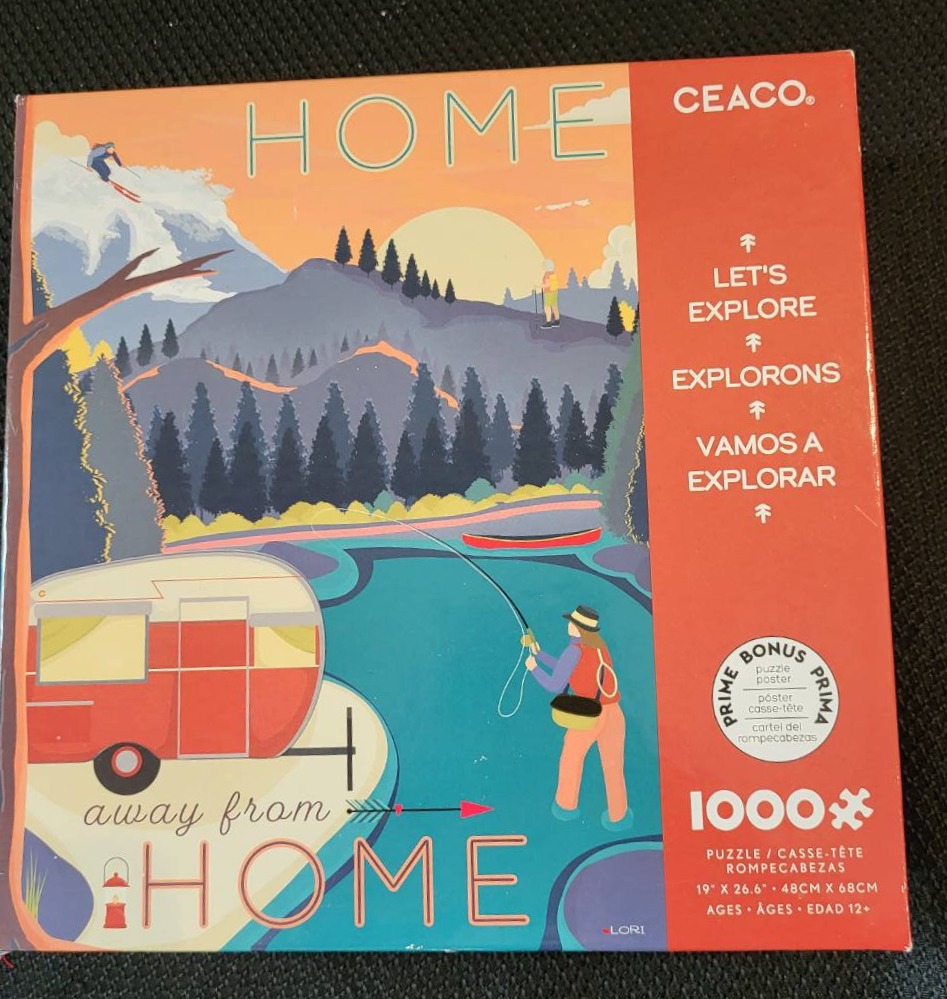 HOME
away from
HOME
LORI
CEACO®
LET'S
EXPLORE
EXPLORONS
VAMOS A
EXPLORAR
PRIME BONUS PRIMA
puzzle
poster
póster
casse-tête
cartel del
rompecabezas
1000
PUZZLE / CASSE-TÊTE
ROMPECABEZAS
19" X 26.6" • 48CM X 68CM
AGES • ÂGES • EDAD 12+